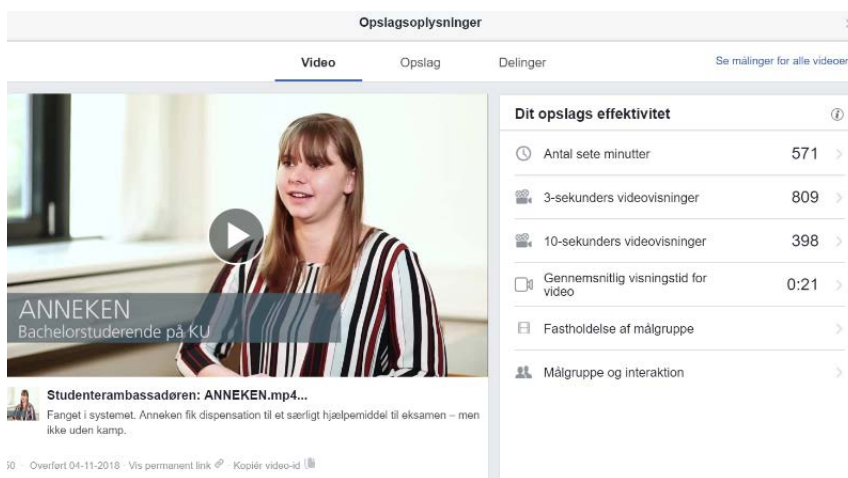 Opslagsoplysninger
Video
Opslag
Delinger
Se målinger for alle videoer
ANNEKEN
Bachelorstuderende på KU
Studenterambassadøren: ANNEKEN.mp4...
Fanget i systemet. Anneken fik dispensation til et særligt hjælpemiddel til eksamen – men
ikke uden kamp.
· Overført 04-11-2018 · Vis permanent link · Kopiér video-id
Dit opslags effektivitet
Antal sete minutter
571
3-sekunders videovisninger
809
10-sekunders videovisninger
398
Gennemsnitlig visningstid for
video
0:21
Fastholdelse af målgruppe
Målgruppe og interaktion